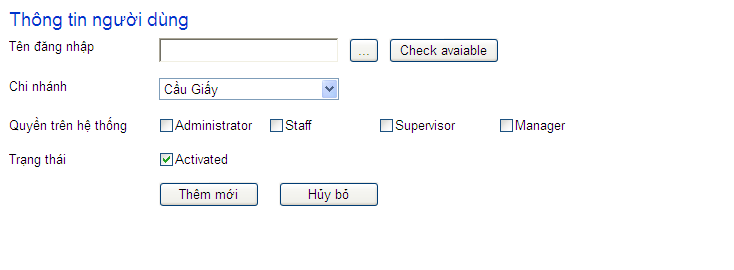 Thông tin người dùng
Tên đăng nhập ... Check avaiable
Chi nhánh Cầu Giấy
Quyền trên hệ thống Administrator Staff Supervisor Manager
Trạng thái Activated
Thêm mới Hủy bỏ